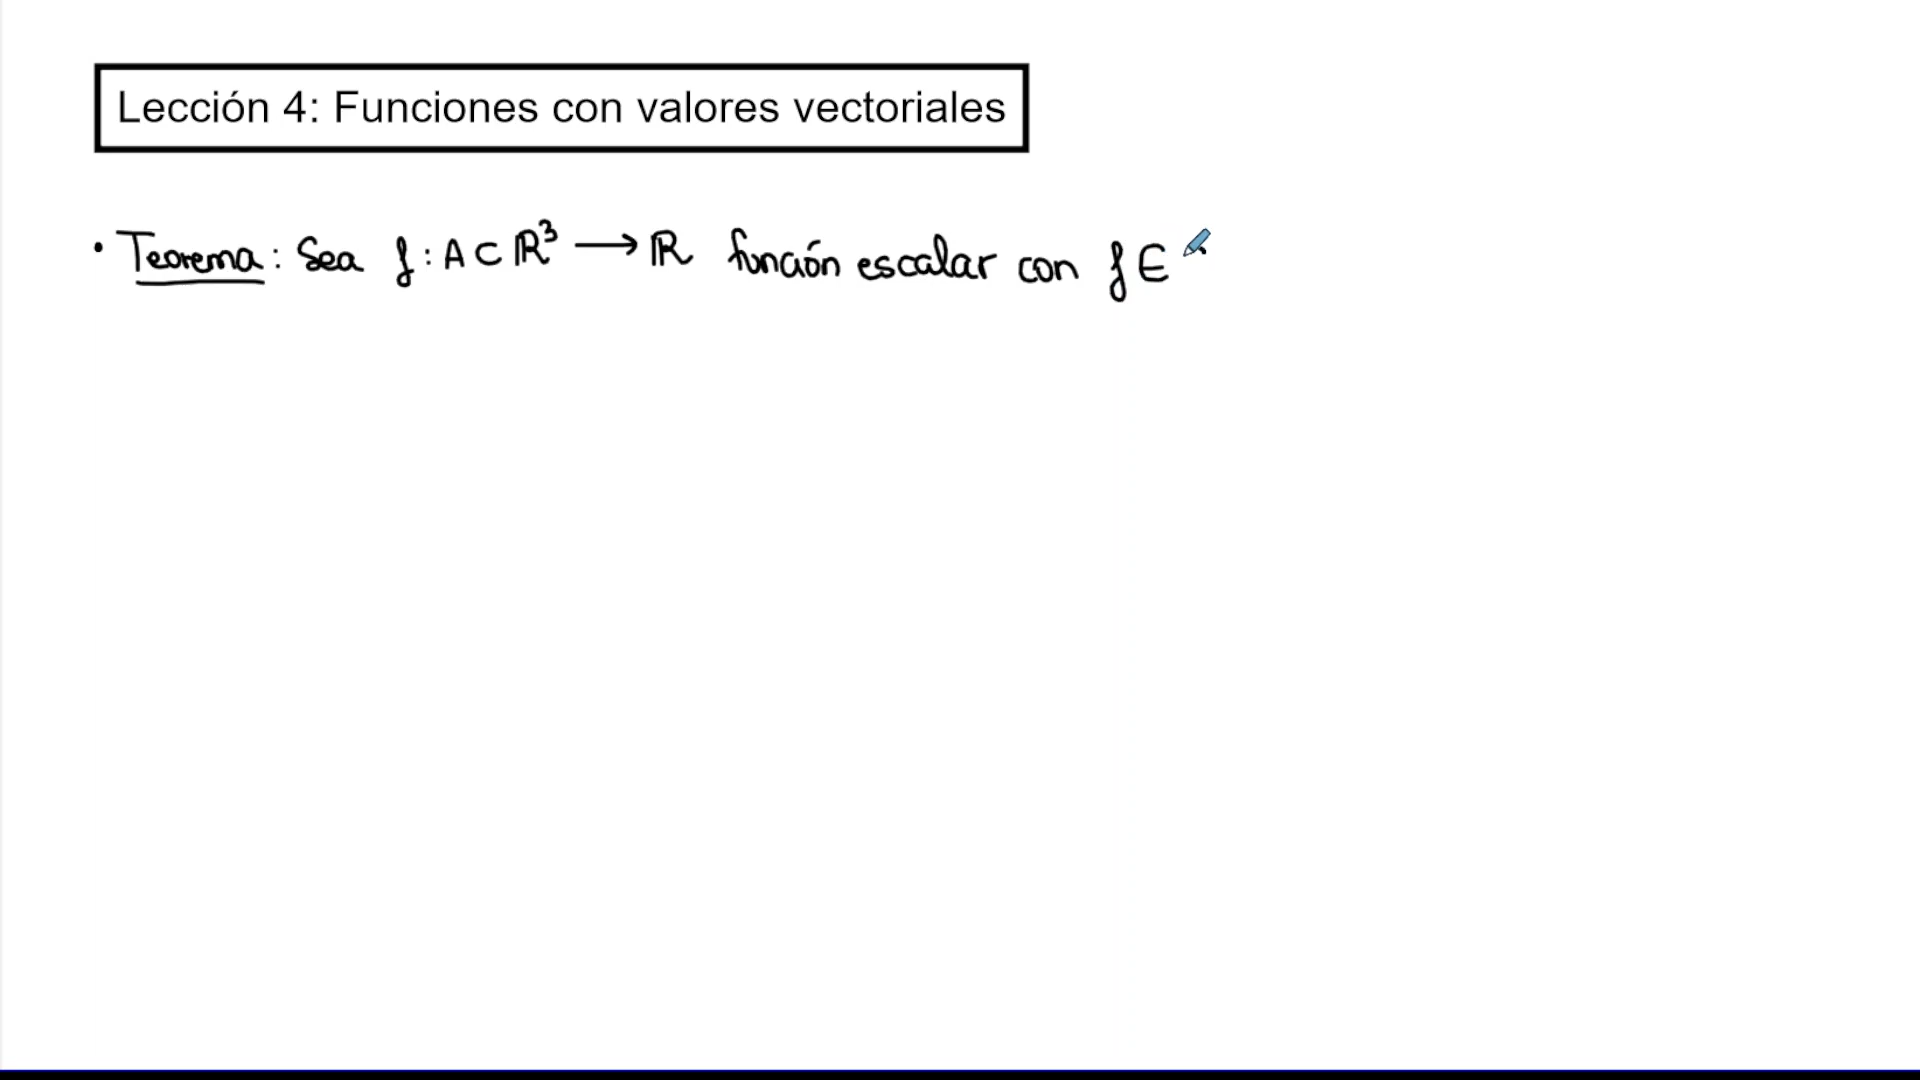 Lección 4: Funciones con valores vectoriales
• Teorema: Sea f: A ⊂ ℝ³ → ℝ función escalar con f ∈